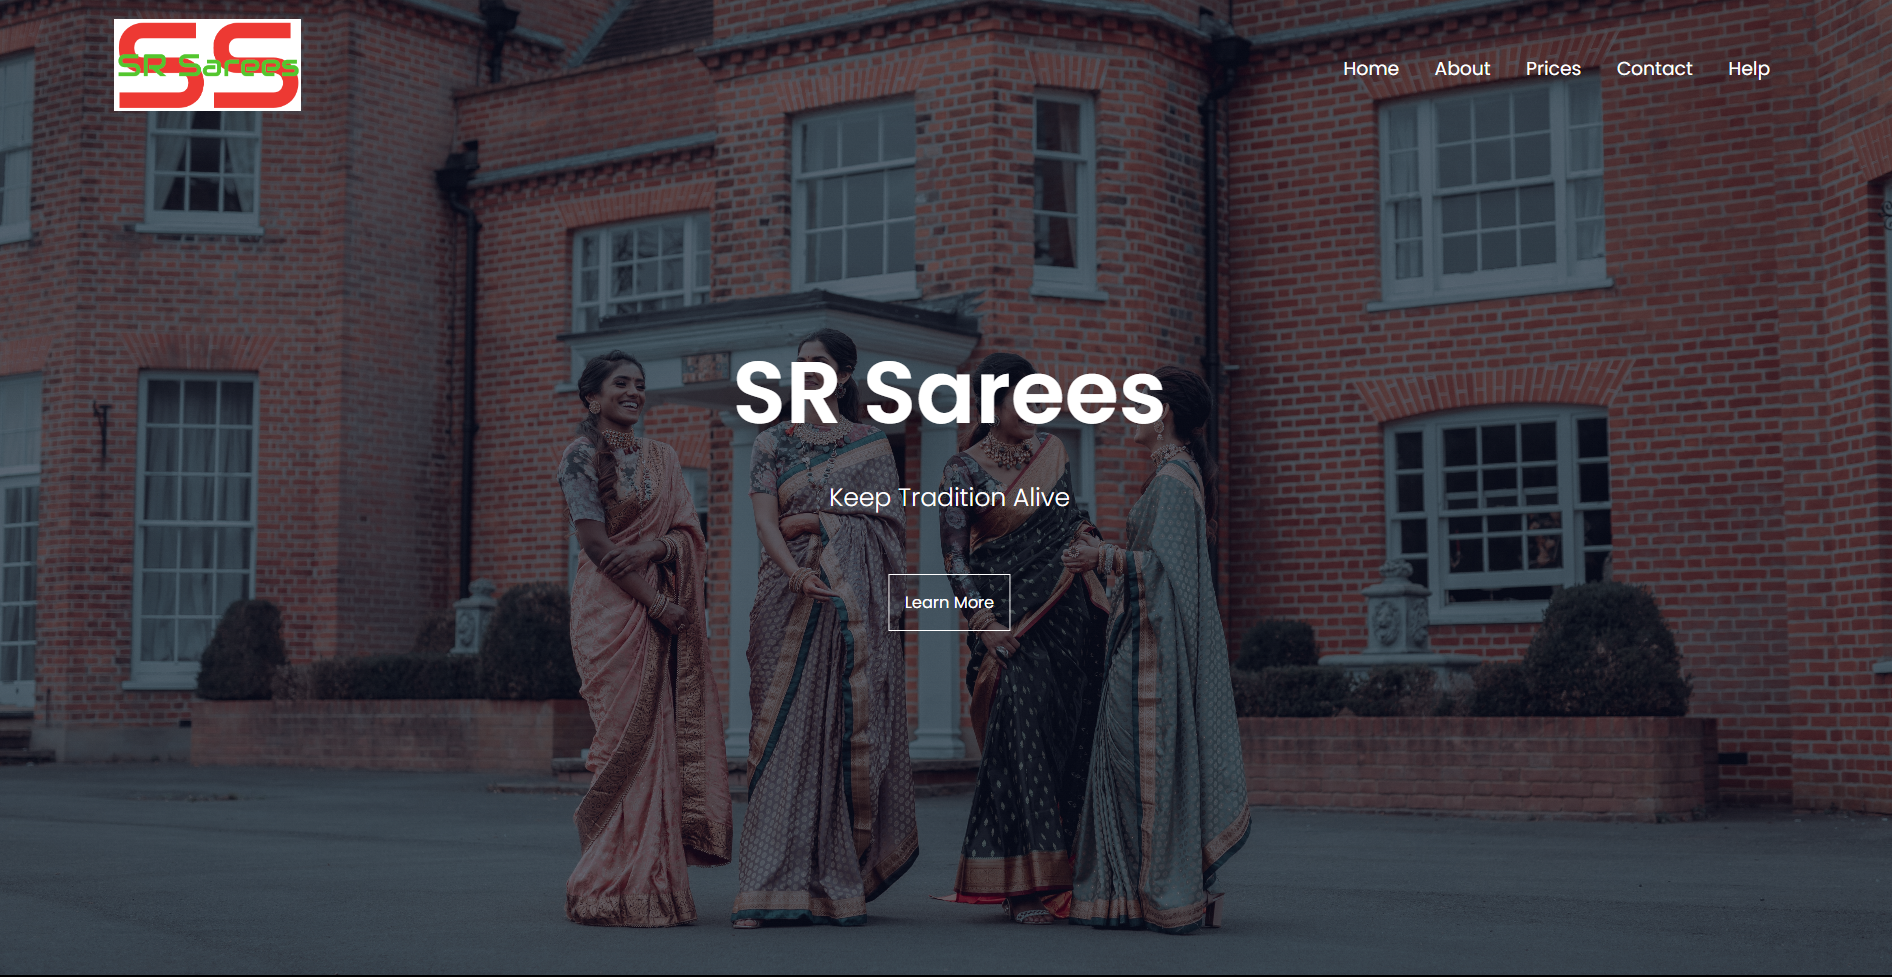 SS
SR Sarees
Home About Prices Contact Help
SR Sarees
Keep Tradition Alive
Learn More